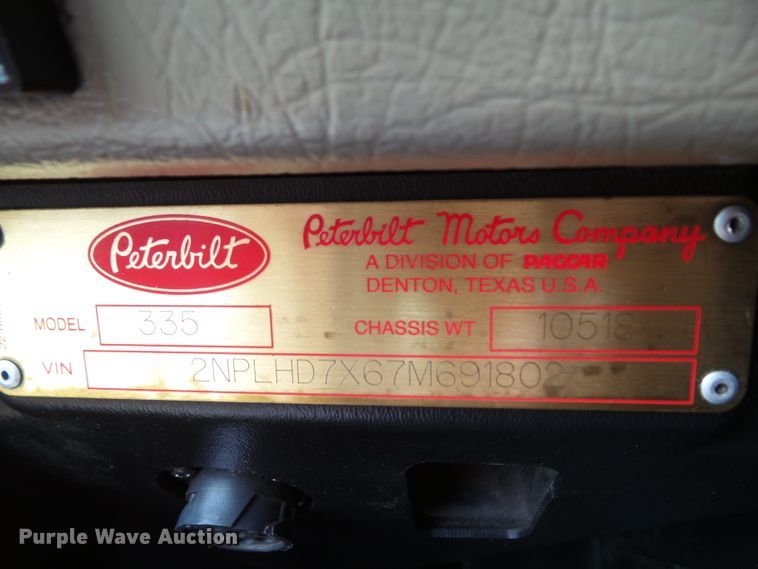 Peterbilt
Peterbilt Motors Company
A DIVISION OF PACCAR
DENTON, TEXAS U.S.A.
MODEL 335 CHASSIS WT 10518
VIN 2NPLHD7X67M691802
Purple Wave Auction